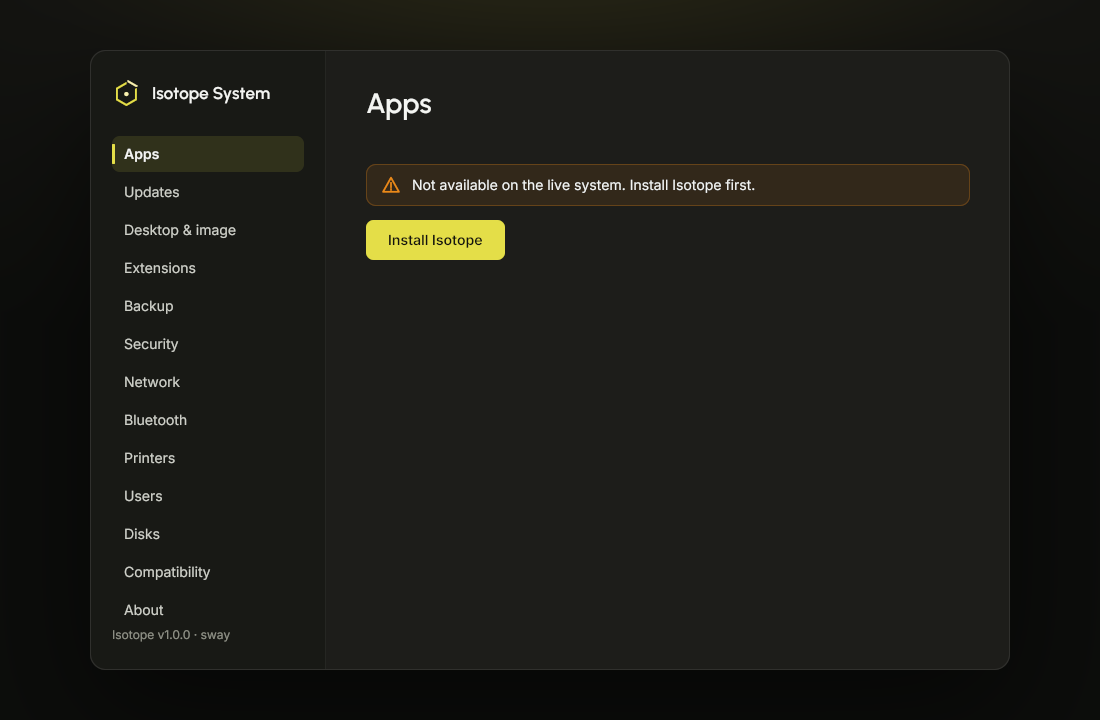 Isotope System
Apps
Updates
Desktop & image
Extensions
Backup
Security
Network
Bluetooth
Printers
Users
Disks
Compatibility
About
Isotope v1.0.0 · sway
Apps
Not available on the live system. Install Isotope first.
Install Isotope